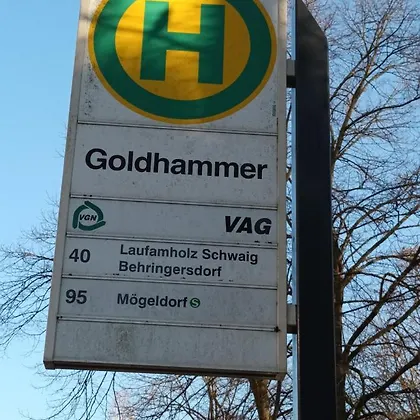 H
Goldhammer
VGN VAG
40 Laufamholz Schwaig
Behringersdorf
95 Mögeldorf S